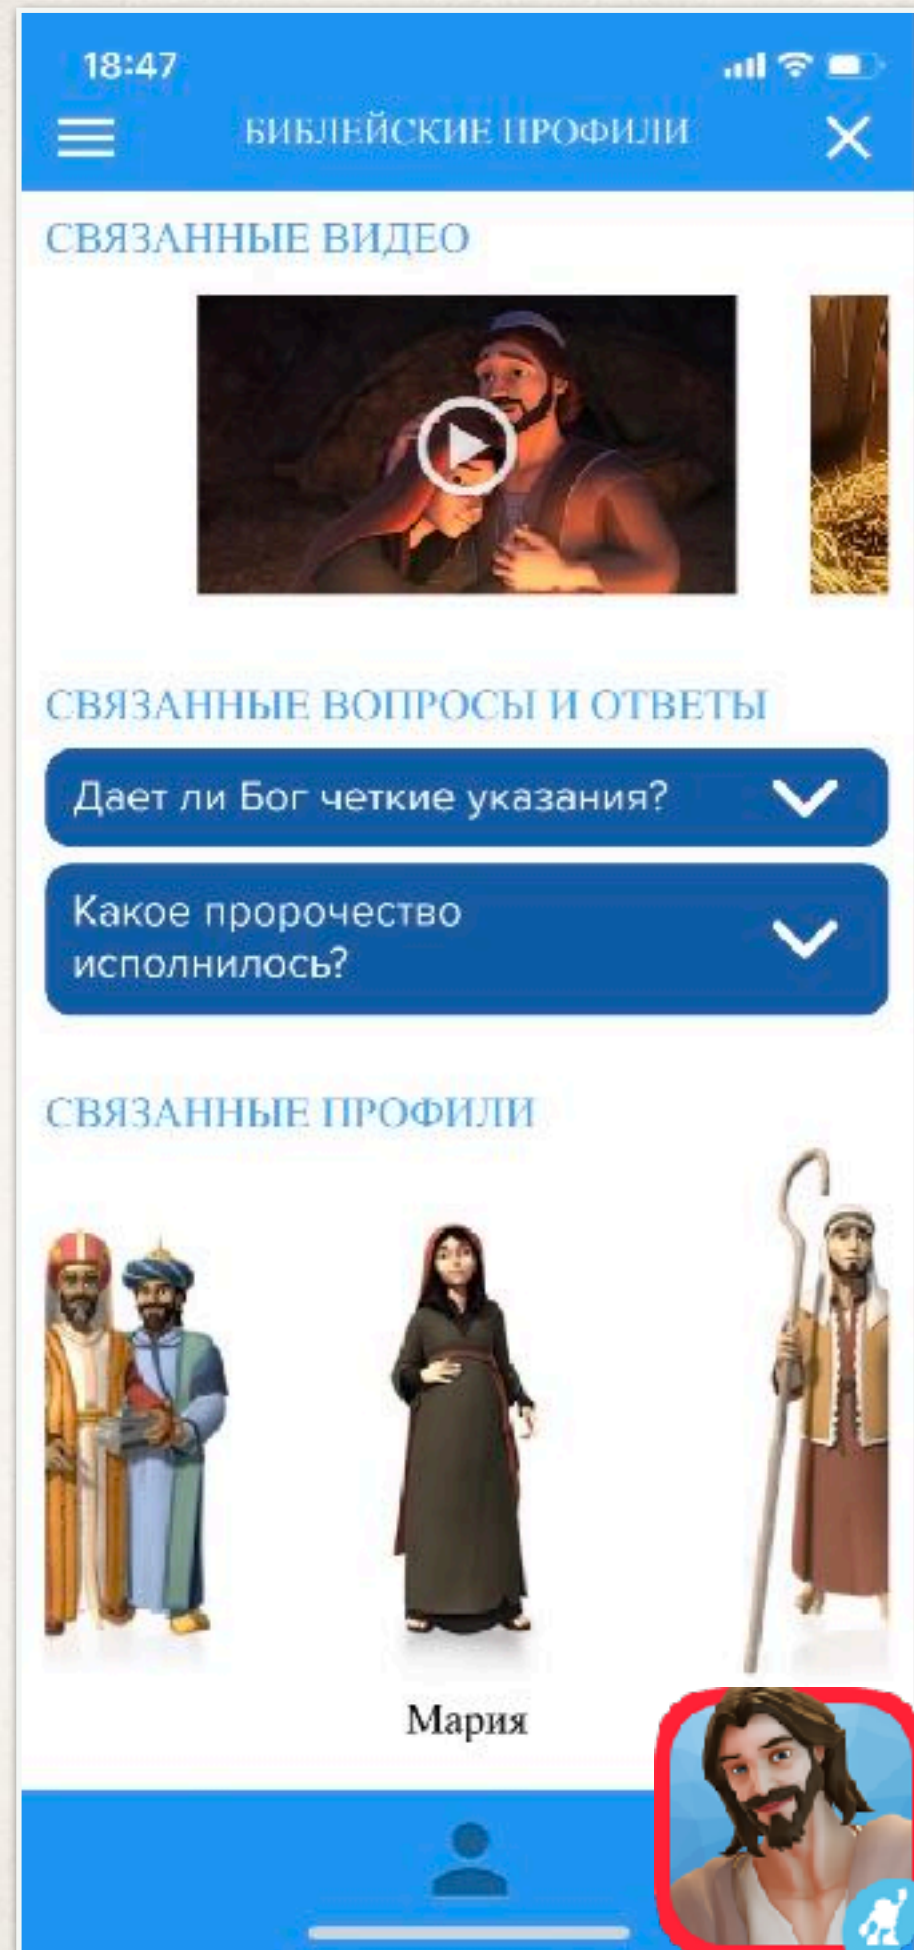 18:47
БИБЛЕЙСКИЕ ПРОФИЛИ
СВЯЗАННЫЕ ВИДЕО
СВЯЗАННЫЕ ВОПРОСЫ И ОТВЕТЫ
Дает ли Бог четкие указания?
Какое пророчество
исполнилось?
СВЯЗАННЫЕ ПРОФИЛИ
Мария